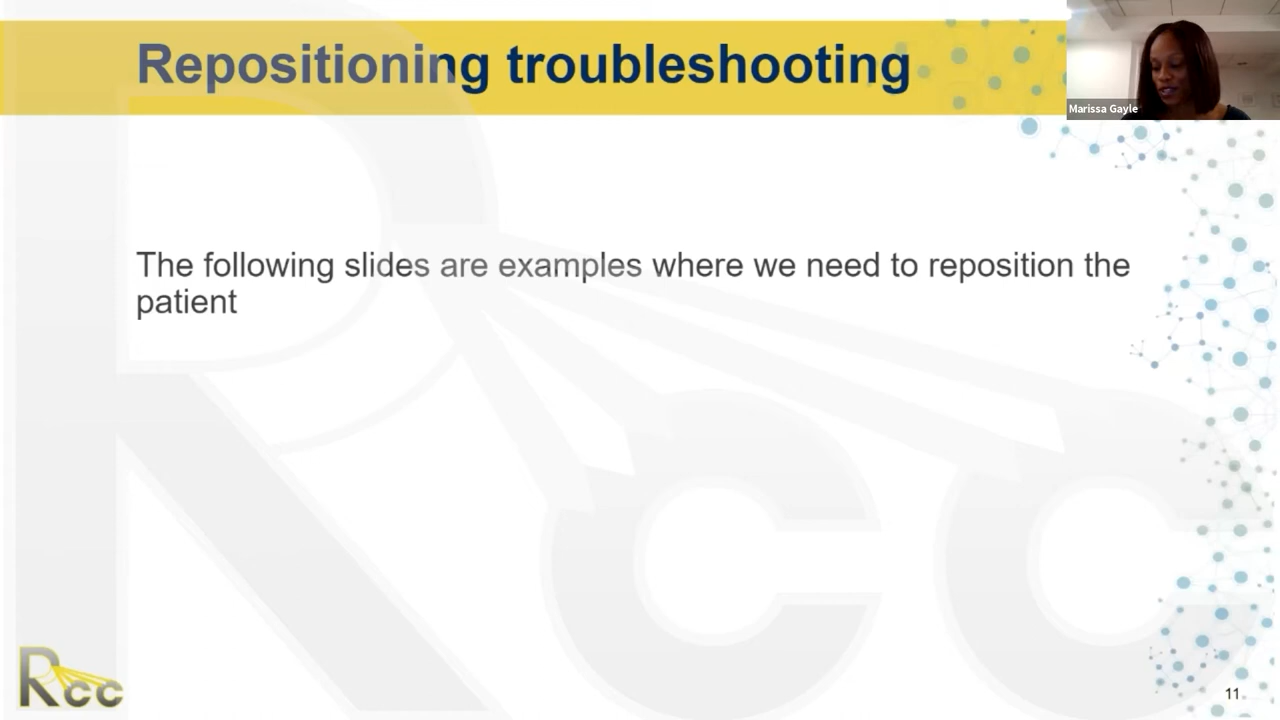 Repositioning troubleshooting
Marissa Gayle
The following slides are examples where we need to reposition the
patient
Rcc
11